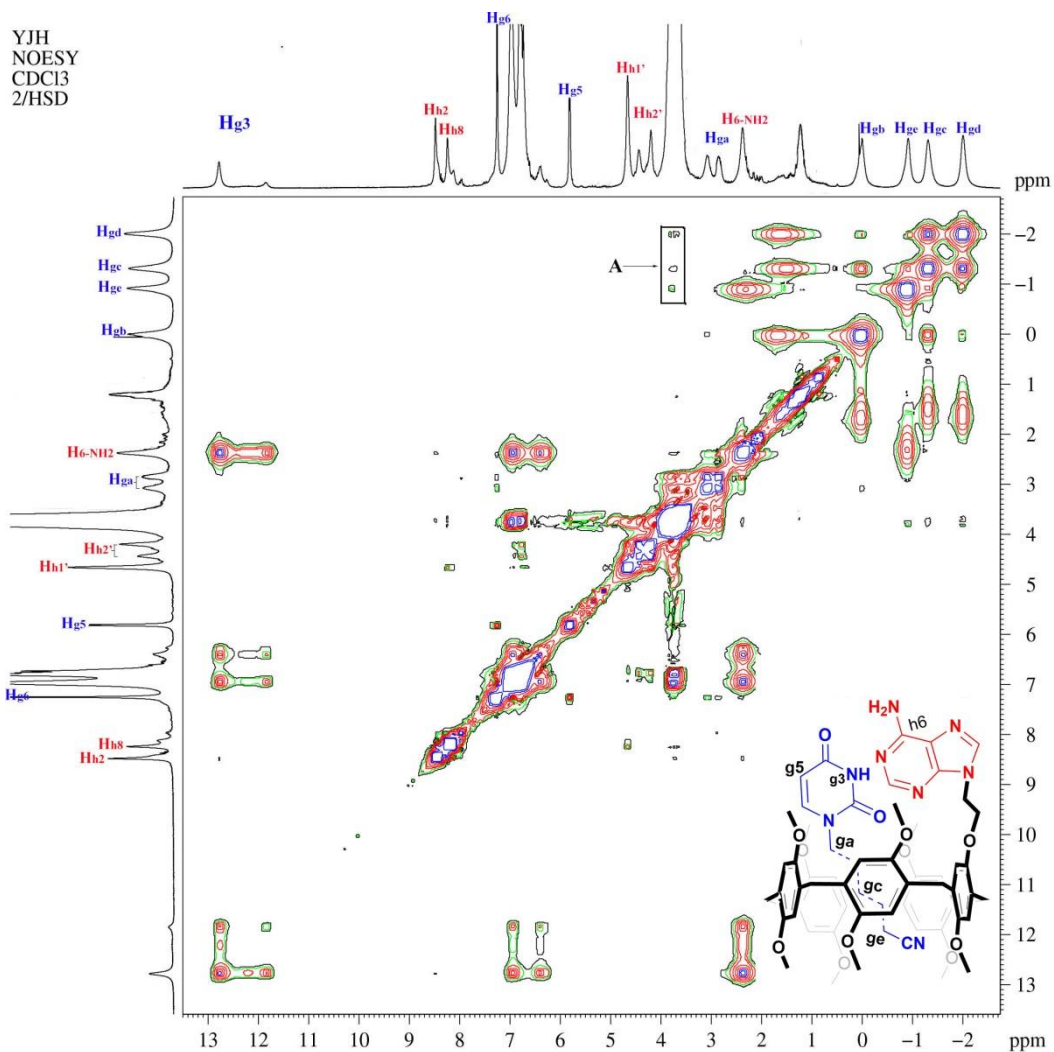 YJH
NOESY
CDCl3
2/HSD
Hg3
Hh2
Hh8
Hg6
Hg5
Hh1'
Hh2'
Hga
H6-NH2
Hgb
Hge
Hgc
Hgd
ppm
Hgd
Hgc
Hge
Hgb
H6-NH2
Hga
Hh2'
Hh1'
Hg5
Hg6
Hh8
Hh2
A
-2
-1
0
1
2
3
4
5
6
7
8
9
10
11
12
13
ppm
H2N
h6
N
N
N
N
O
g5
g3
NH
N
O
ga
gc
ge
CN
O
O
O
O
O
O
O
O
O
O
13 12 11 10 9 8 7 6 5 4 3 2 1 0 -1 -2 ppm